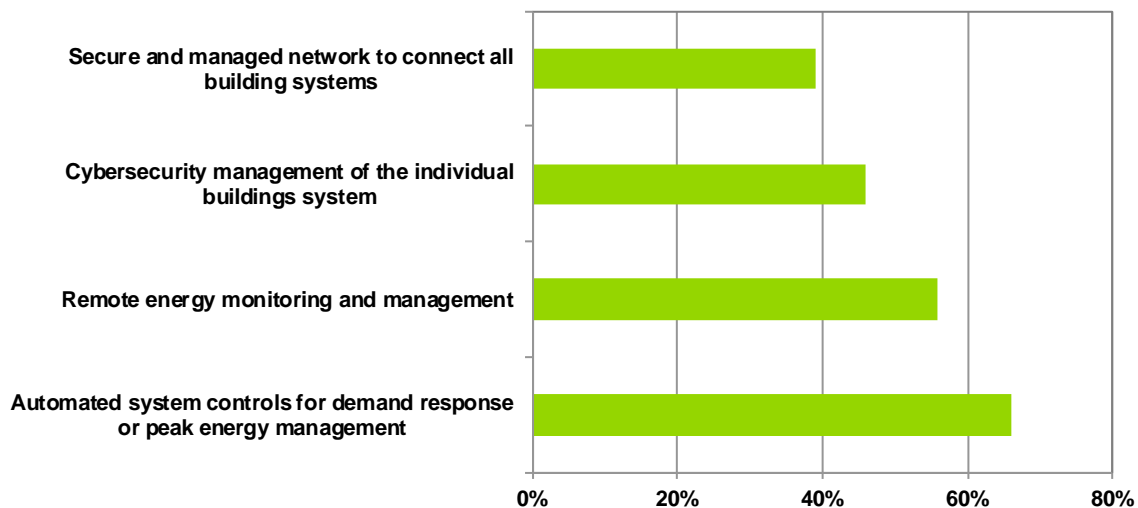 Secure and managed network to connect all
building systems
Cybersecurity management of the individual
buildings system
Remote energy monitoring and management
Automated system controls for demand response
or peak energy management
0%
20%
40%
60%
80%